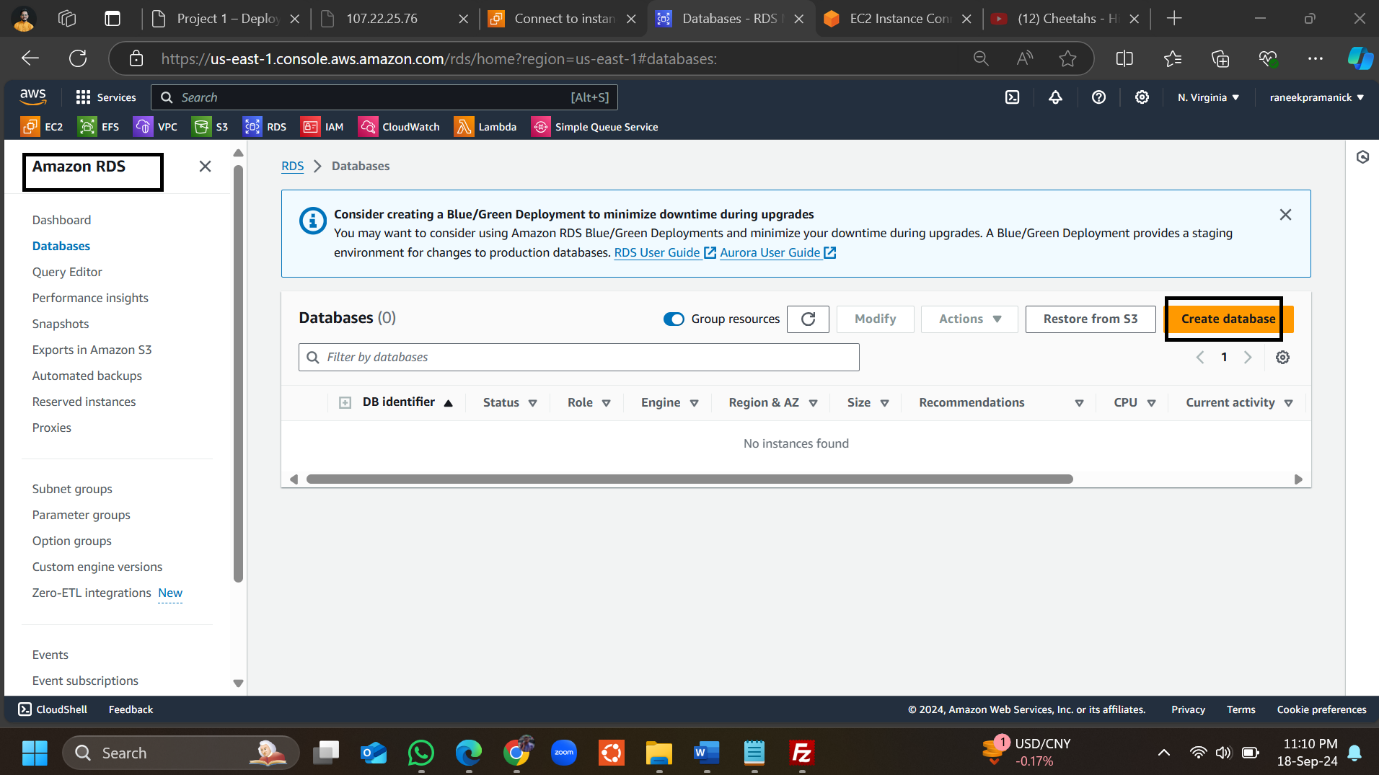 Project 1 – Deploy
107.22.25.76
Connect to instan
Databases - RDS
EC2 Instance Con
(12) Cheetahs - H
https://us-east-1.console.aws.amazon.com/rds/home?region=us-east-1#databases:
aws
Services
Search
[Alt+S]
N. Virginia
raneekpramanick
EC2
EFS
VPC
S3
RDS
IAM
CloudWatch
Lambda
Simple Queue Service
Amazon RDS
Dashboard
Databases
Query Editor
Performance insights
Snapshots
Exports in Amazon S3
Automated backups
Reserved instances
Proxies
Subnet groups
Parameter groups
Option groups
Custom engine versions
Zero-ETL integrations New
Events
Event subscriptions
RDS > Databases
Consider creating a Blue/Green Deployment to minimize downtime during upgrades
You may want to consider using Amazon RDS Blue/Green Deployments and minimize your downtime during upgrades. A Blue/Green Deployment provides a staging
environment for changes to production databases. RDS User Guide Aurora User Guide
Databases (0)
Group resources
Modify
Actions
Restore from S3
Create database
Filter by databases
1
DB identifier
Status
Role
Engine
Region & AZ
Size
Recommendations
CPU
Current activity
No instances found
CloudShell
Feedback
© 2024, Amazon Web Services, Inc. or its affiliates.
Privacy
Terms
Cookie preferences
Search
zoom
W
FZ
1
USD/CNY
-0.17%
11:10 PM
18-Sep-24